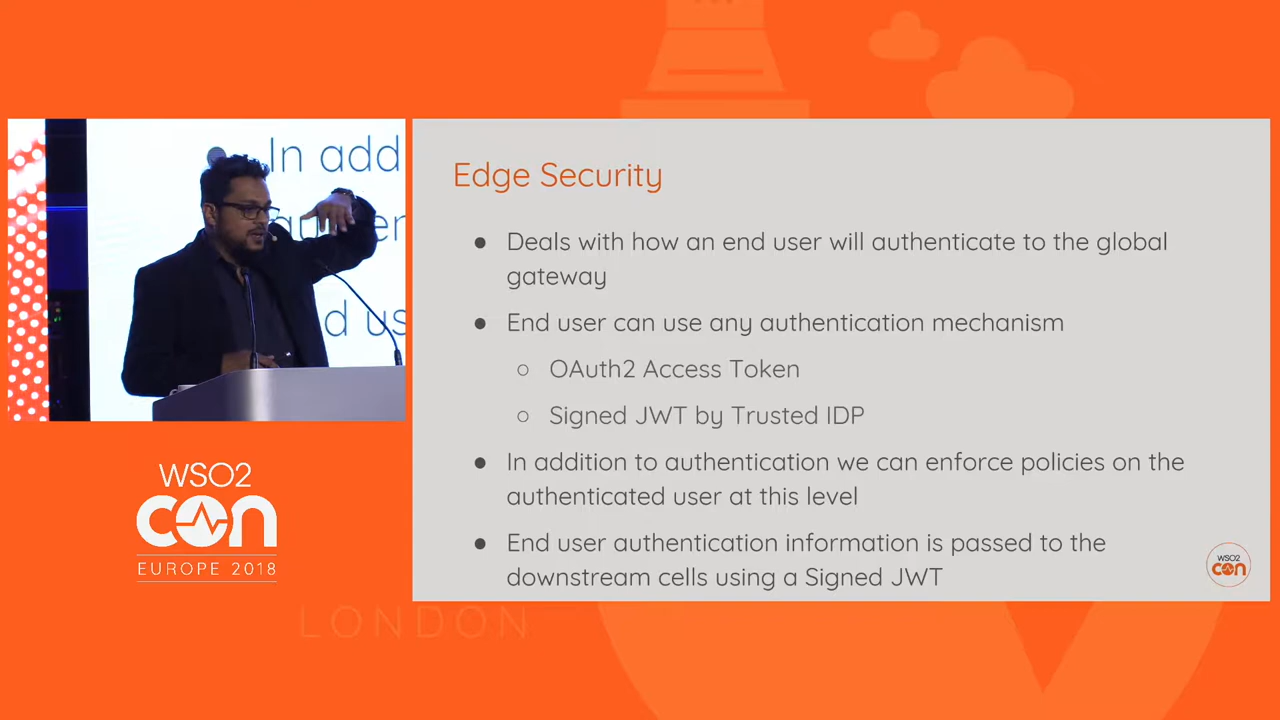 In add
d us
WSO2
con
EUROPE 2018
LONDON
Edge Security
● Deals with how an end user will authenticate to the global
gateway
● End user can use any authentication mechanism
○ OAuth2 Access Token
○ Signed JWT by Trusted IDP
● In addition to authentication we can enforce policies on the
authenticated user at this level
● End user authentication information is passed to the
downstream cells using a Signed JWT
WSO2
con